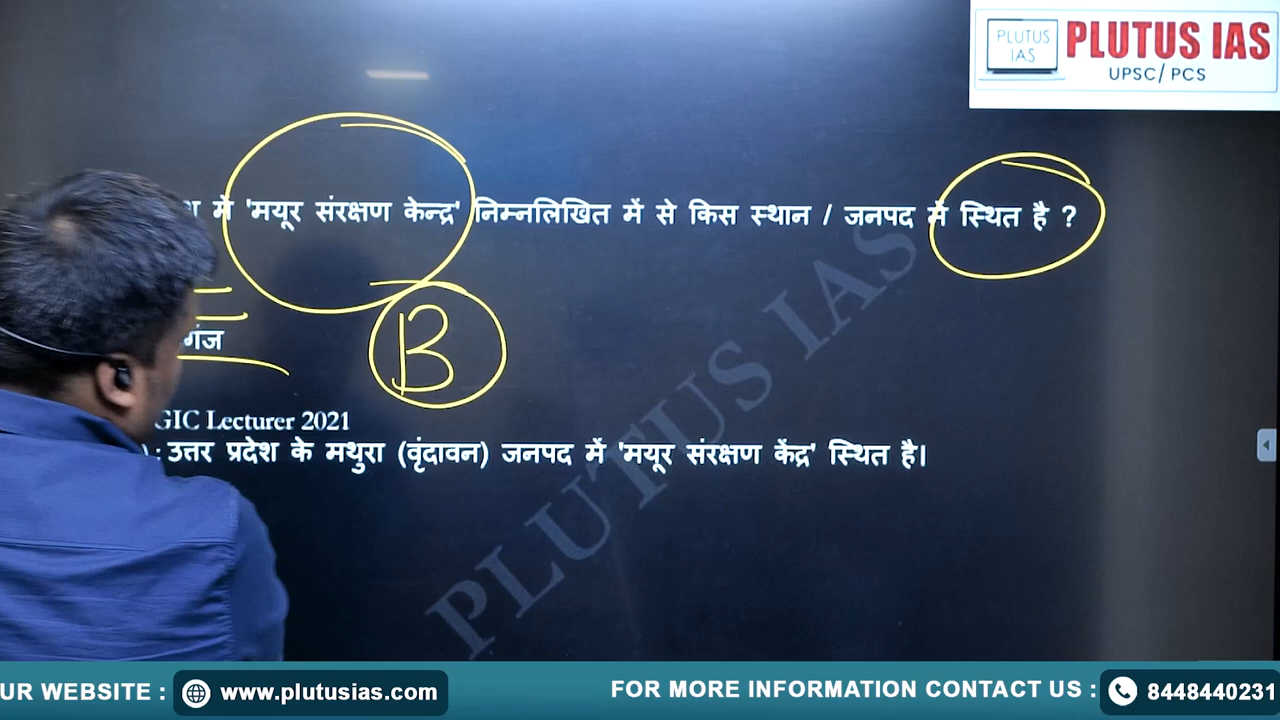 PLUTUS IAS
PLUTUS IAS
UPSC/ PCS
में 'मयूर संरक्षण केन्द्र' निम्नलिखित में से किस स्थान / जनपद में स्थित है ?
B
गंज
GIC Lecturer 2021
: उत्तर प्रदेश के मथुरा (वृंदावन) जनपद में 'मयूर संरक्षण केंद्र' स्थित है।
PLUTUS IAS
UR WEBSITE : www.plutusias.com
FOR MORE INFORMATION CONTACT US : 8448440231